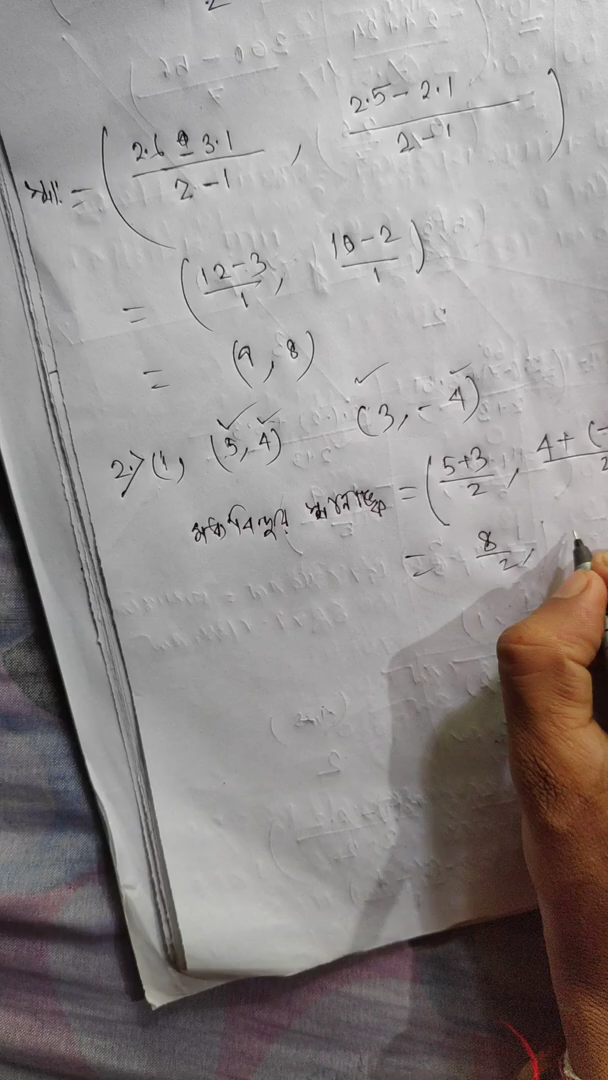 = ( 2.6 - 3.1 / 2 - 1 , 2.5 - 2.1 / 2 - 1 )
= ( 12 - 3 / 1 , 10 - 2 / 1 )
= (9, 8)
2.> (i) (5, 4) (3, -4)
মধ্যবিন্দুর স্থানাঙ্ক = ( 5+3 / 2 , 4 + (- / 2
= 8 / 2 ,